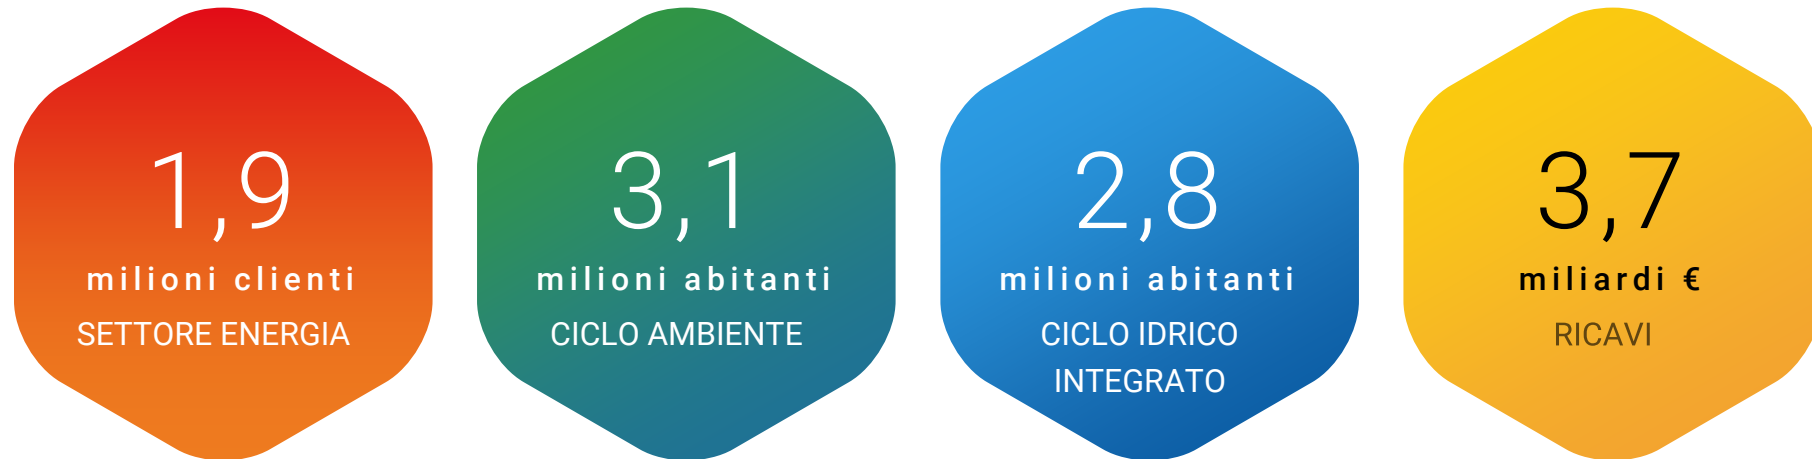 1,9
milioni clienti
SETTORE ENERGIA
3,1
milioni abitanti
CICLO AMBIENTE
2,8
milioni abitanti
CICLO IDRICO
INTEGRATO
3,7
miliardi €
RICAVI